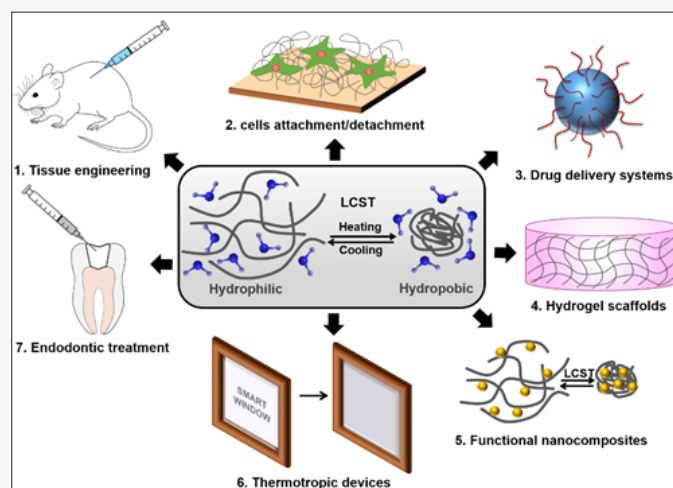 1. Tissue engineering
2. cells attachment/detachment
3. Drug delivery systems
LCST
Heating
Cooling
Hydrophilic
Hydropobic
4. Hydrogel scaffolds
LCST
5. Functional nanocomposites
SMART
WINDOW
6. Thermotropic devices
7. Endodontic treatment